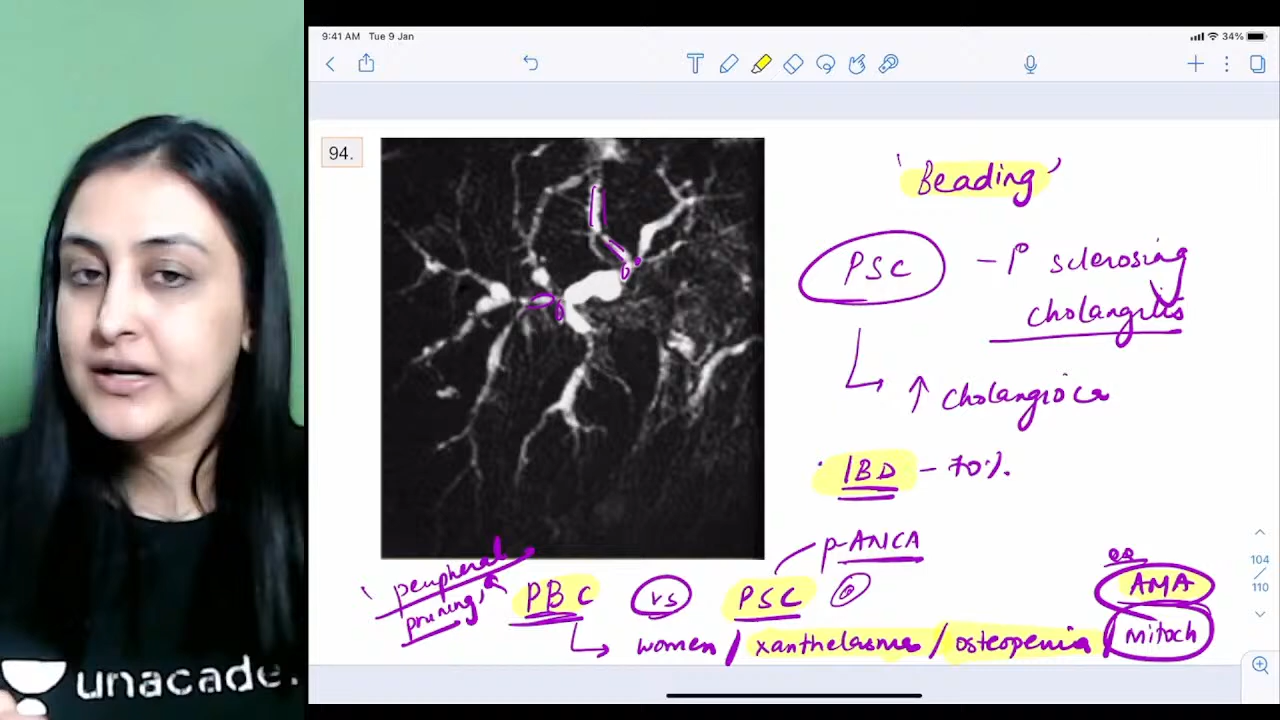 9:41 AM Tue 9 Jan
34%
94.
'Beading'
PSC - 1° sclerosing
cholangitis
↑ cholangioca
IBD - 70%.
p-ANCA
104
110
'peripheral
pruning'
PBC vs PSC
AMA
women / xanthelasma / osteopenia /
mitoch
unacade.